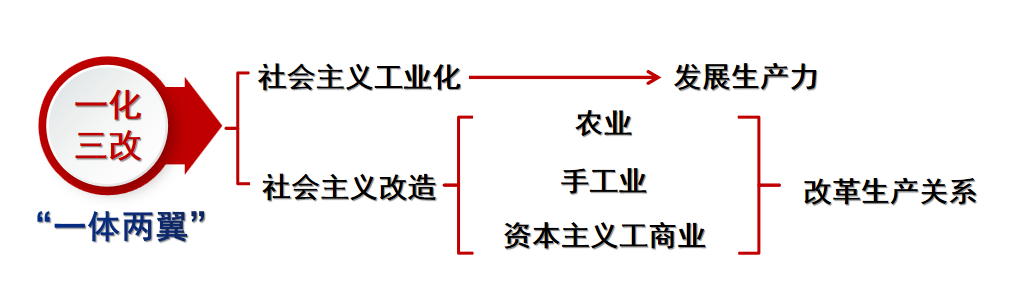 一化
三改
“一体两翼”
社会主义工业化
发展生产力
社会主义改造
农业
手工业
资本主义工商业
改革生产关系